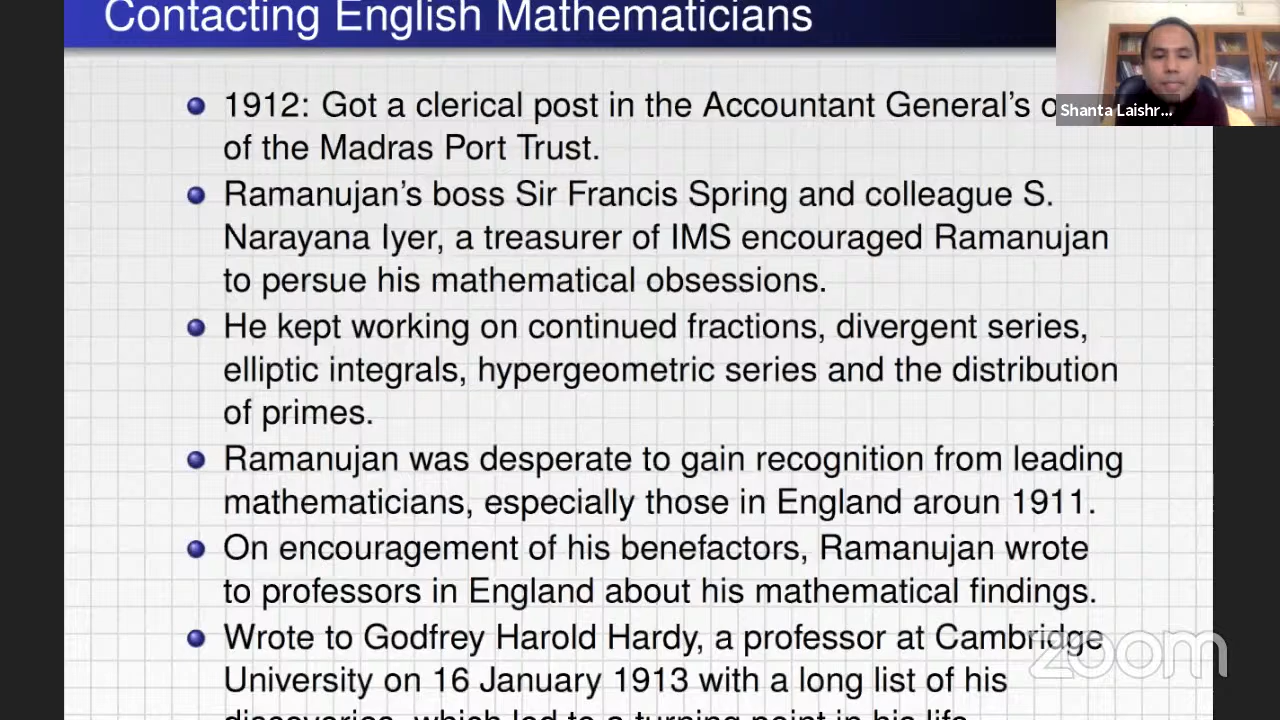 Contacting English Mathematicians
Shanta Laishr...
1912: Got a clerical post in the Accountant General's
of the Madras Port Trust.
Ramanujan's boss Sir Francis Spring and colleague S.
Narayana Iyer, a treasurer of IMS encouraged Ramanujan
to persue his mathematical obsessions.
He kept working on continued fractions, divergent series,
elliptic integrals, hypergeometric series and the distribution
of primes.
Ramanujan was desperate to gain recognition from leading
mathematicians, especially those in England aroun 1911.
On encouragement of his benefactors, Ramanujan wrote
to professors in England about his mathematical findings.
Wrote to Godfrey Harold Hardy, a professor at Cambridge
University on 16 January 1913 with a long list of his
discoveries, which led to a turning point in his life.
zoom